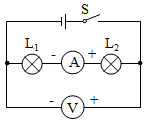 S
L₁ - A + L₂
- V +